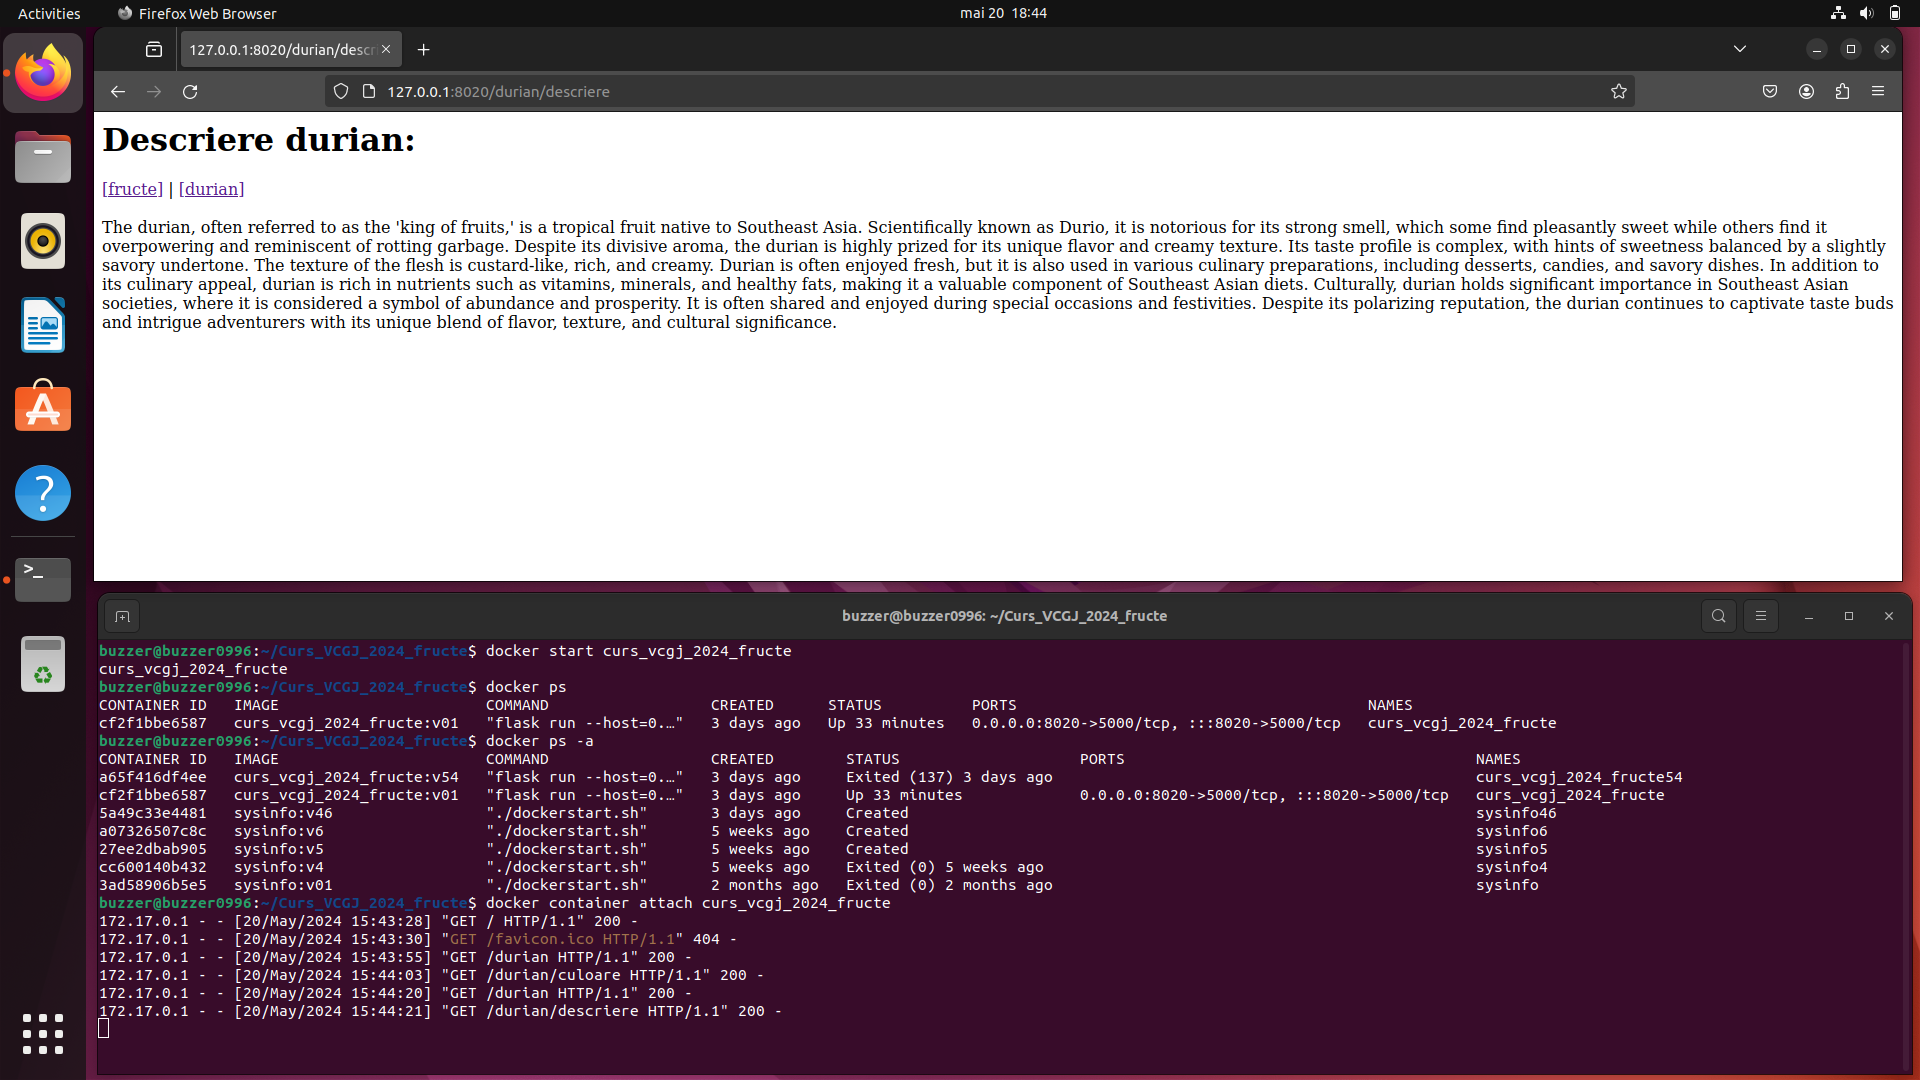 Activities
Firefox Web Browser
mai 20 18:44
127.0.0.1:8020/durian/descr
127.0.0.1:8020/durian/descriere
Descriere durian:
[fructe] | [durian]
The durian, often referred to as the 'king of fruits,' is a tropical fruit native to Southeast Asia. Scientifically known as Durio, it is notorious for its strong smell, which some find pleasantly sweet while others find it
overpowering and reminiscent of rotting garbage. Despite its divisive aroma, the durian is highly prized for its unique flavor and creamy texture. Its taste profile is complex, with hints of sweetness balanced by a slightly
savory undertone. The texture of the flesh is custard-like, rich, and creamy. Durian is often enjoyed fresh, but it is also used in various culinary preparations, including desserts, candies, and savory dishes. In addition to
its culinary appeal, durian is rich in nutrients such as vitamins, minerals, and healthy fats, making it a valuable component of Southeast Asian diets. Culturally, durian holds significant importance in Southeast Asian
societies, where it is considered a symbol of abundance and prosperity. It is often shared and enjoyed during special occasions and festivities. Despite its polarizing reputation, the durian continues to captivate taste buds
and intrigue adventurers with its unique blend of flavor, texture, and cultural significance.
buzzer@buzzer0996: ~/Curs_VCGJ_2024_fructe
buzzer@buzzer0996:~/Curs_VCGJ_2024_fructe$ docker start curs_vcgj_2024_fructe
curs_vcgj_2024_fructe
buzzer@buzzer0996:~/Curs_VCGJ_2024_fructe$ docker ps
CONTAINER ID   IMAGE                       COMMAND                  CREATED      STATUS          PORTS                                       NAMES
cf2f1bbe6587   curs_vcgj_2024_fructe:v01   "flask run --host=0.…"   3 days ago   Up 33 minutes   0.0.0.0:8020->5000/tcp, :::8020->5000/tcp   curs_vcgj_2024_fructe
buzzer@buzzer0996:~/Curs_VCGJ_2024_fructe$ docker ps -a
CONTAINER ID   IMAGE                       COMMAND                  CREATED        STATUS                    PORTS                                       NAMES
a65f416df4ee   curs_vcgj_2024_fructe:v54   "flask run --host=0.…"   3 days ago     Exited (137) 3 days ago                                               curs_vcgj_2024_fructe54
cf2f1bbe6587   curs_vcgj_2024_fructe:v01   "flask run --host=0.…"   3 days ago     Up 33 minutes             0.0.0.0:8020->5000/tcp, :::8020->5000/tcp   curs_vcgj_2024_fructe
5a49c33e4481   sysinfo:v46                 "./dockerstart.sh"       3 days ago     Created                                                               sysinfo46
a07326507c8c   sysinfo:v6                  "./dockerstart.sh"       5 weeks ago    Created                                                               sysinfo6
27ee2dbab905   sysinfo:v5                  "./dockerstart.sh"       5 weeks ago    Created                                                               sysinfo5
cc600140b432   sysinfo:v4                  "./dockerstart.sh"       5 weeks ago    Exited (0) 5 weeks ago                                                sysinfo4
3ad58906b5e5   sysinfo:v01                 "./dockerstart.sh"       2 months ago   Exited (0) 2 months ago                                               sysinfo
buzzer@buzzer0996:~/Curs_VCGJ_2024_fructe$ docker container attach curs_vcgj_2024_fructe
172.17.0.1 - - [20/May/2024 15:43:28] "GET / HTTP/1.1" 200 -
172.17.0.1 - - [20/May/2024 15:43:30] "GET /favicon.ico HTTP/1.1" 404 -
172.17.0.1 - - [20/May/2024 15:43:55] "GET /durian HTTP/1.1" 200 -
172.17.0.1 - - [20/May/2024 15:44:03] "GET /durian/culoare HTTP/1.1" 200 -
172.17.0.1 - - [20/May/2024 15:44:20] "GET /durian HTTP/1.1" 200 -
172.17.0.1 - - [20/May/2024 15:44:21] "GET /durian/descriere HTTP/1.1" 200 -